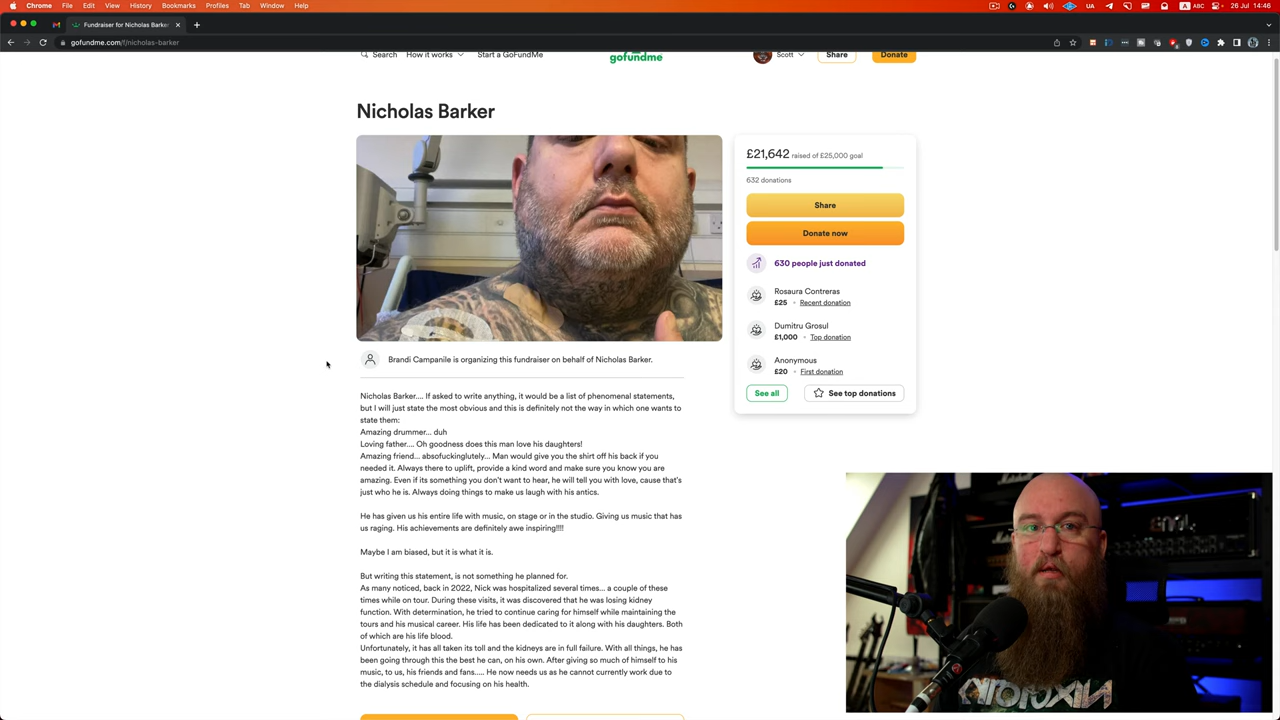 Chrome File Edit View History Bookmarks Profiles Tab Window Help
UA
A ABC
26 Jul 14:46
Fundraiser for Nicholas Barker
gofundme.com/f/nicholas-barker
Search How it works Start a GoFundMe
gofundme
Scott Share Donate
Nicholas Barker
£21,642 raised of £25,000 goal
632 donations
Share
Donate now
630 people just donated
Rosaura Contreras
£25 • Recent donation
Dumitru Grosul
£1,000 • Top donation
Anonymous
£20 • First donation
See all See top donations
Brandi Campanile is organizing this fundraiser on behalf of Nicholas Barker.
Nicholas Barker.... If asked to write anything, it would be a list of phenomenal statements,
but I will just state the most obvious and this is definitely not the way in which one wants to
state them:
Amazing drummer... duh
Loving father.... Oh goodness does this man love his daughters!
Amazing friend... absofuckinglutely... Man would give you the shirt off his back if you
needed it. Always there to uplift, provide a kind word and make sure you know you are
amazing. Even if its something you don't want to hear, he will tell you with love, cause that's
just who he is. Always doing things to make us laugh with his antics.
He has given us his entire life with music, on stage or in the studio. Giving us music that has
us raging. His achievements are definitely awe inspiring!!!!
Maybe I am biased, but it is what it is.
But writing this statement, is not something he planned for.
As many noticed, back in 2022, Nick was hospitalized several times... a couple of these
times while on tour. During these visits, it was discovered that he was losing kidney
function. With determination, he tried to continue caring for himself while maintaining the
tours and his musical career. His life has been dedicated to it along with his daughters. Both
of which are his life blood.
Unfortunately, it has all taken its toll and the kidneys are in full failure. With all things, he has
been going through this the best he can, on his own. After giving so much of himself to his
music, to us, his friends and fans..... He now needs us as he cannot currently work due to
the dialysis schedule and focusing on his health.